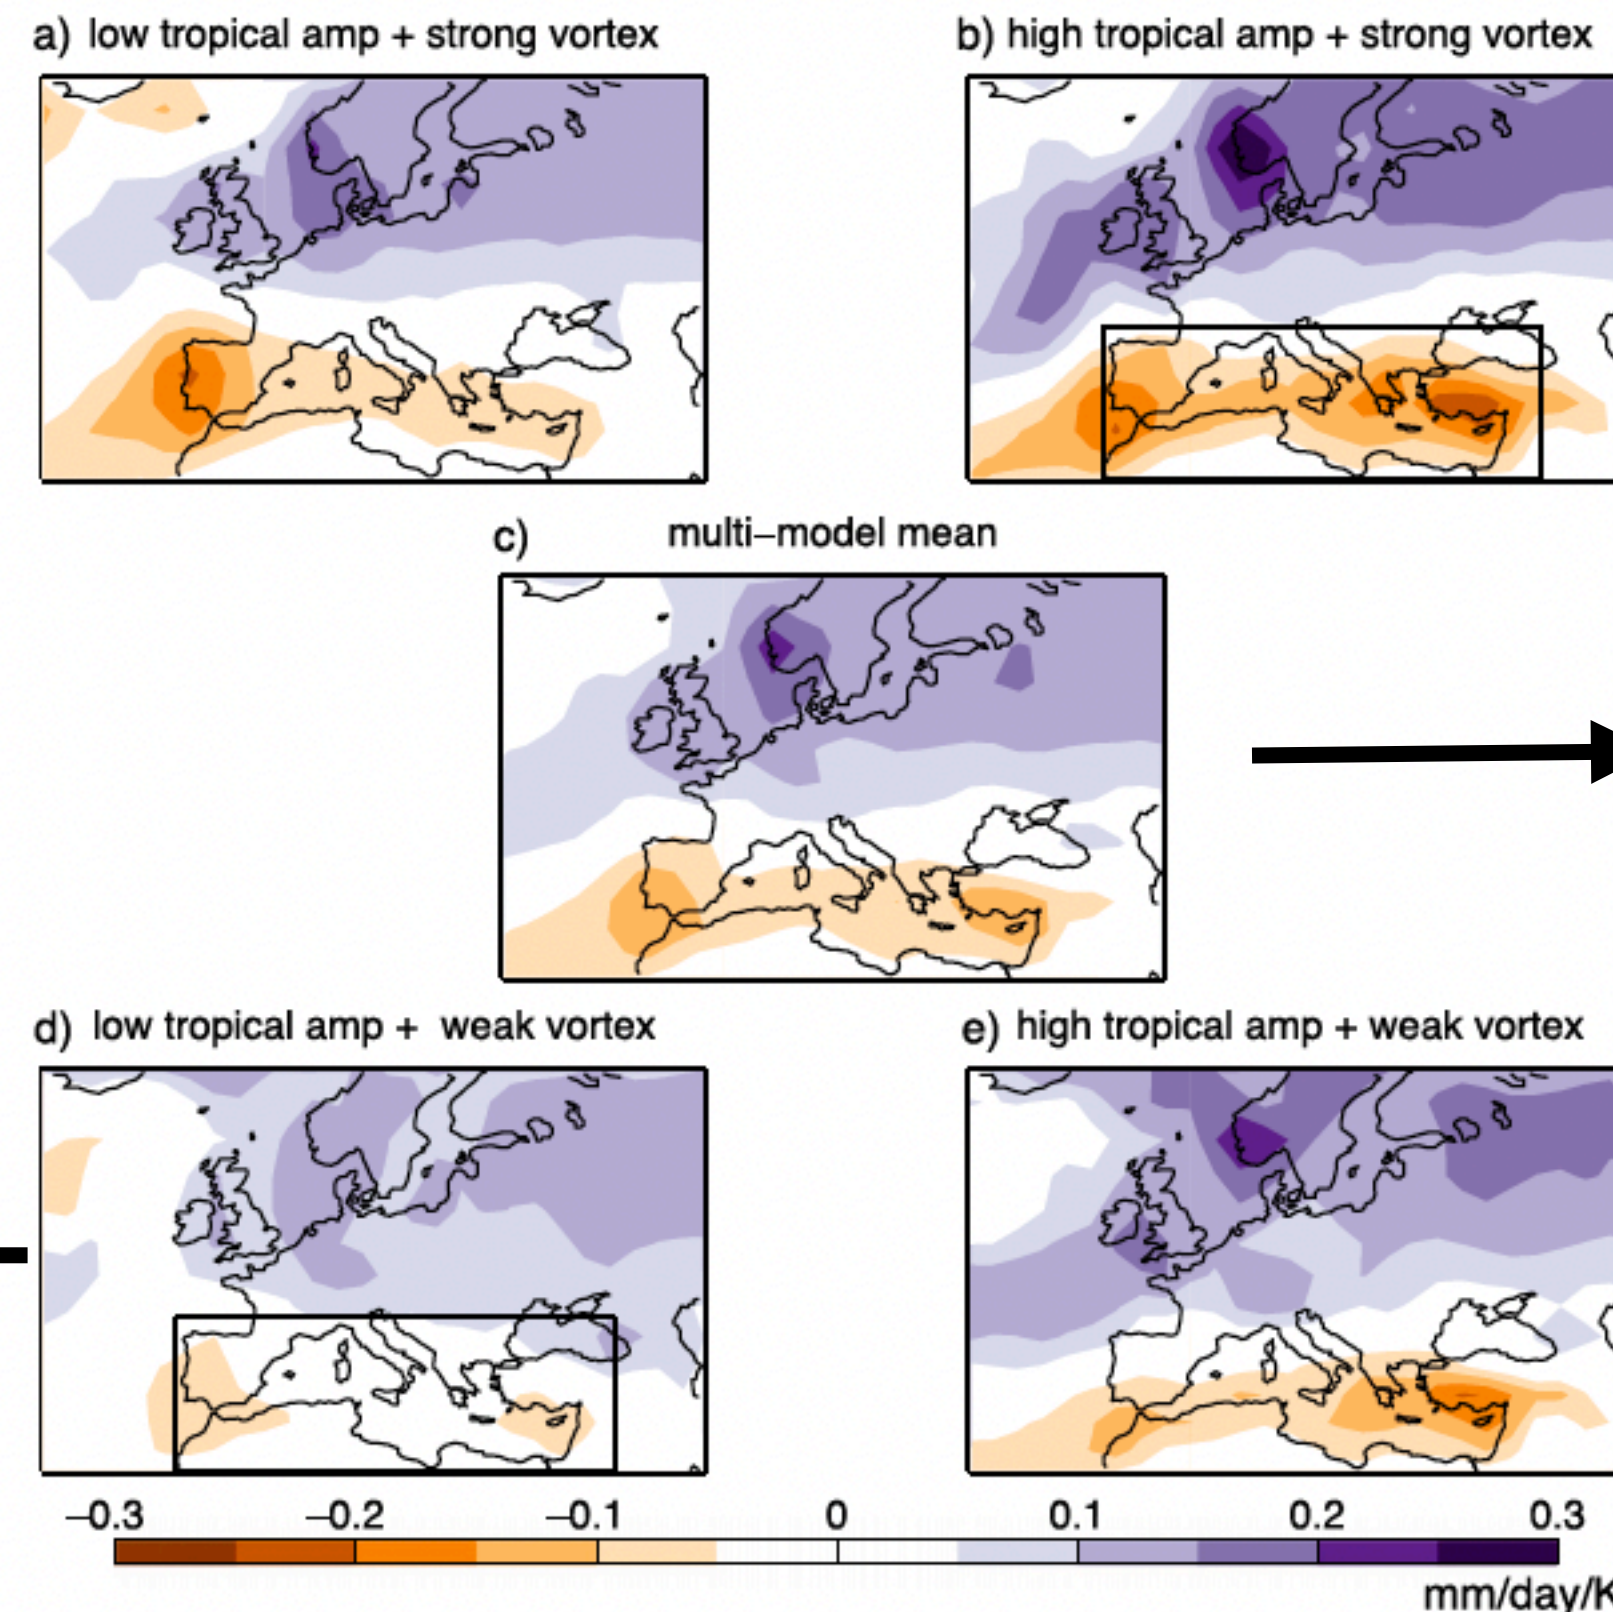 a) low tropical amp + strong vortex
b) high tropical amp + strong vortex
c) multi–model mean
d) low tropical amp + weak vortex
e) high tropical amp + weak vortex
–0.3 –0.2 –0.1 0 0.1 0.2 0.3
mm/day/K